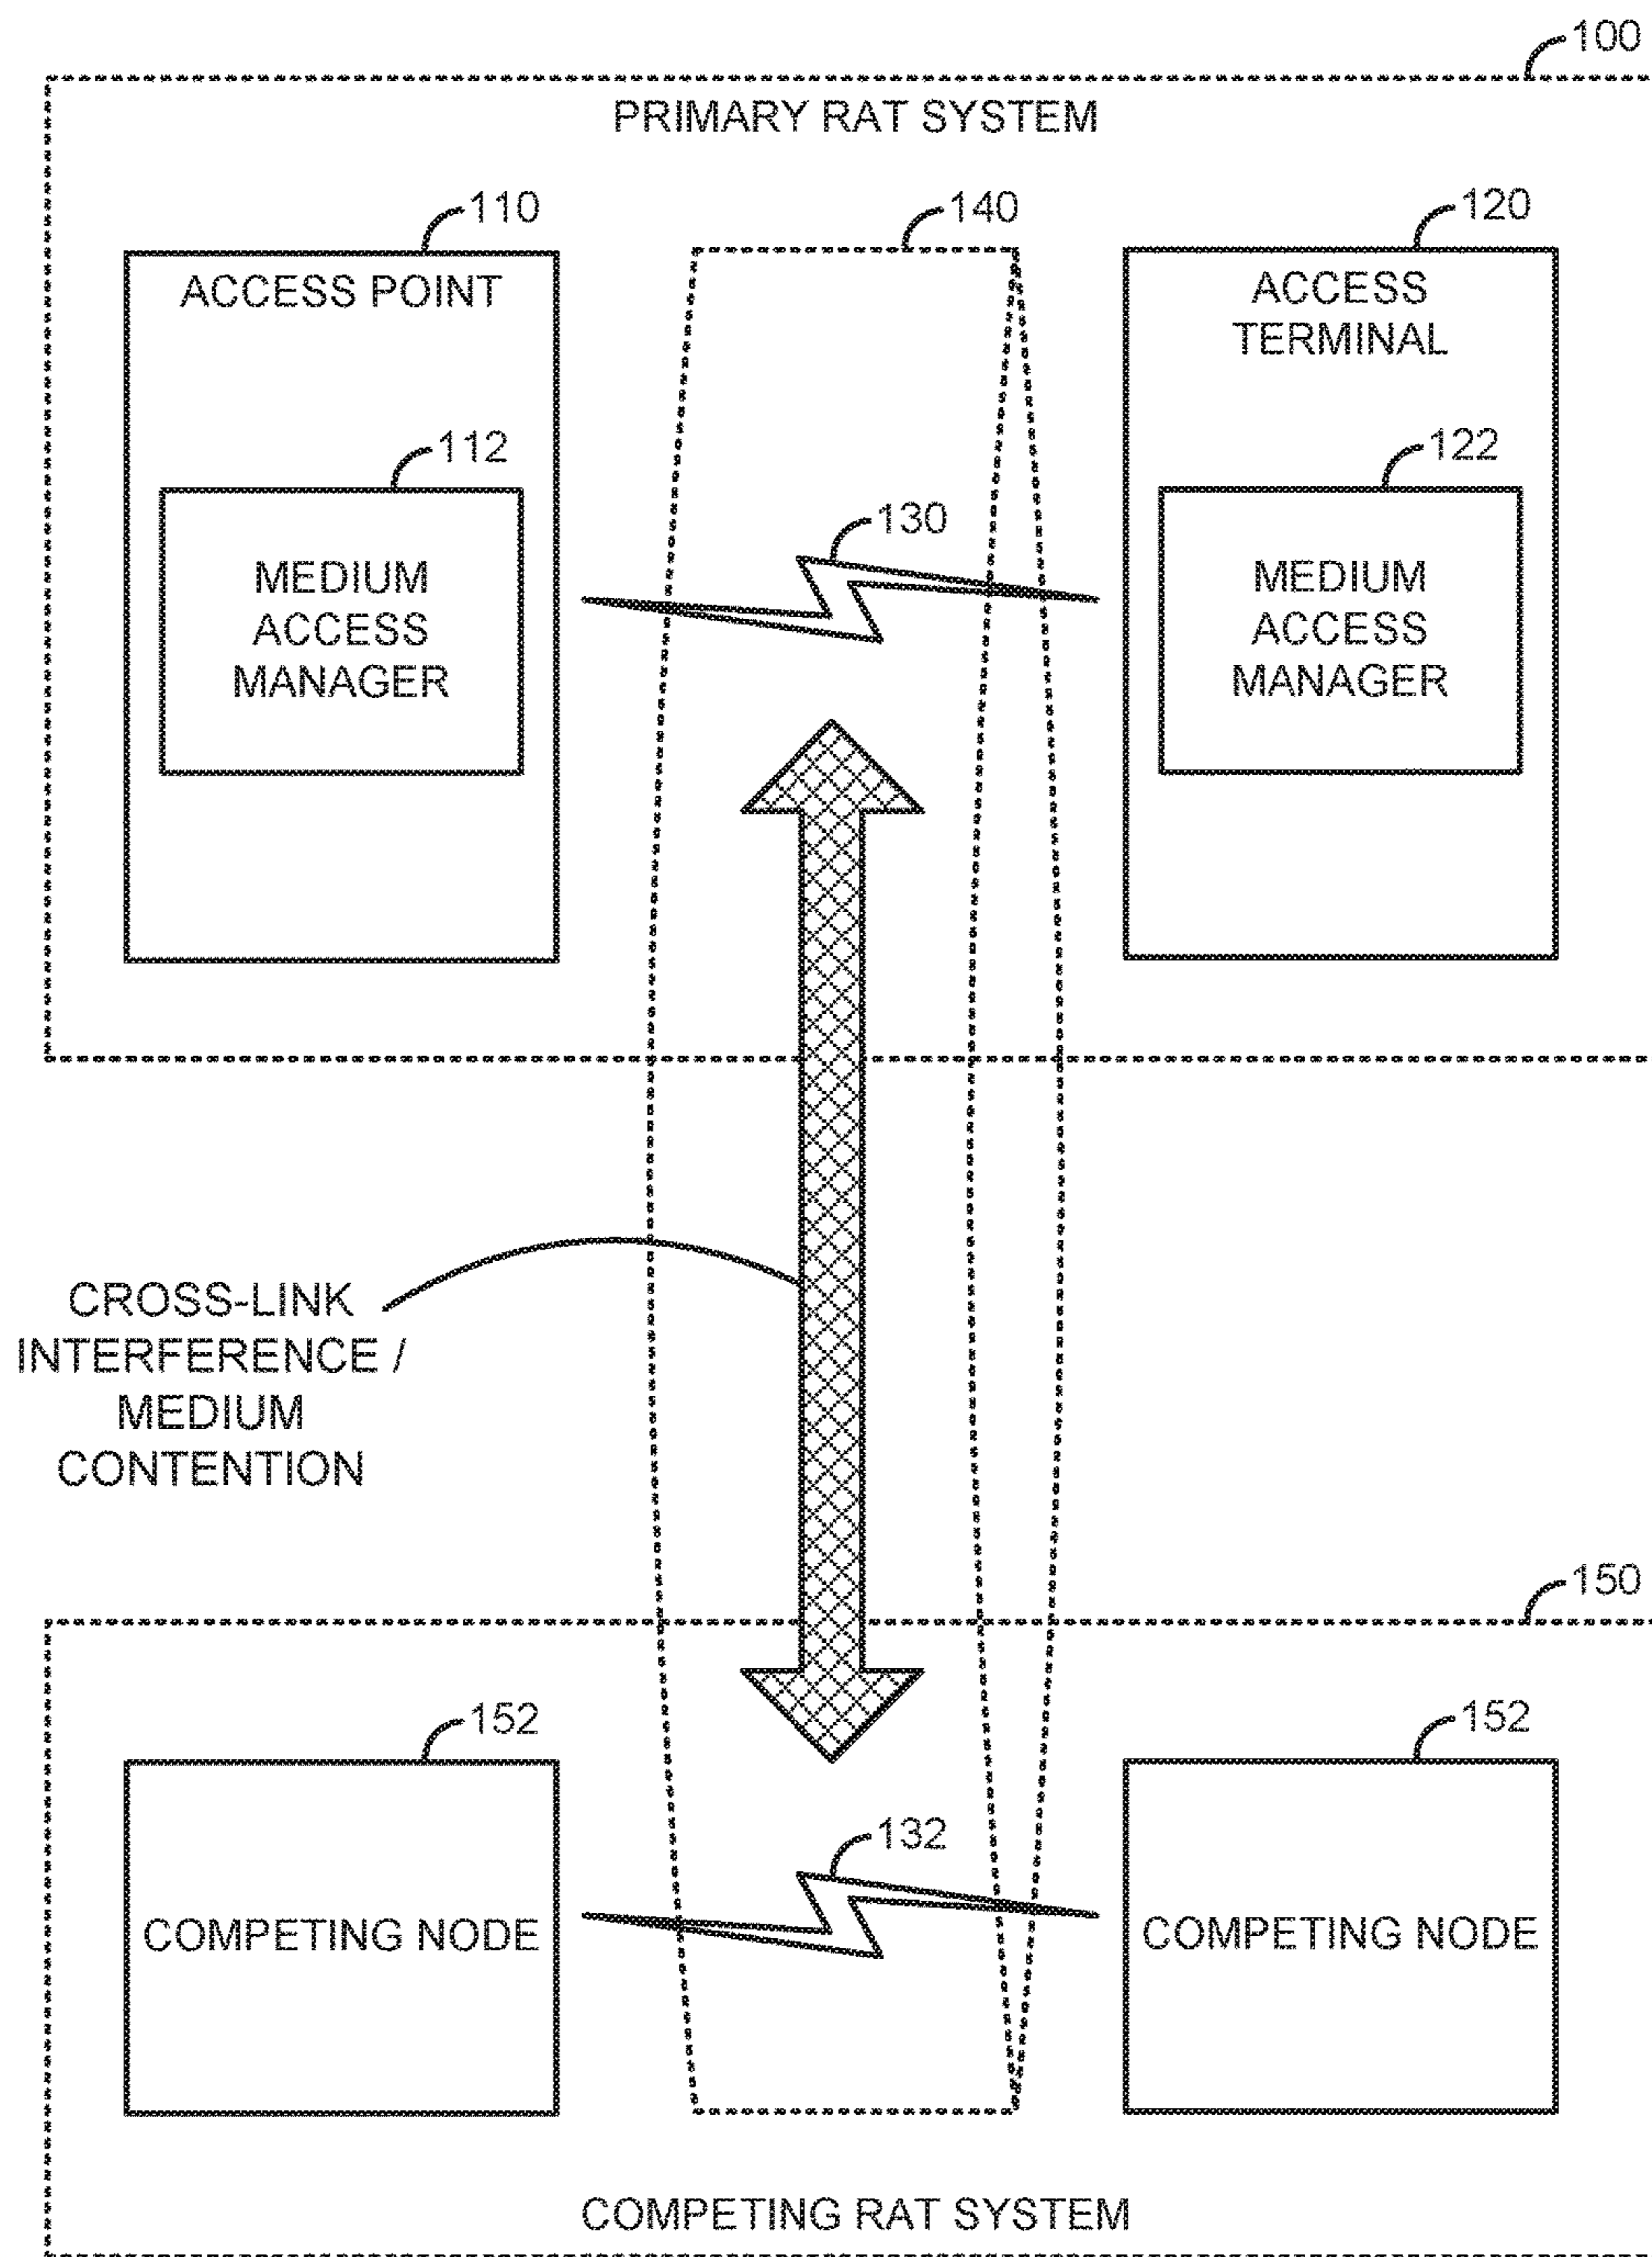 100
PRIMARY RAT SYSTEM
110
140
120
ACCESS POINT
ACCESS
TERMINAL
112
122
130
MEDIUM
ACCESS
MANAGER
MEDIUM
ACCESS
MANAGER
CROSS-LINK
INTERFERENCE /
MEDIUM
CONTENTION
150
152
152
132
COMPETING NODE
COMPETING NODE
COMPETING RAT SYSTEM